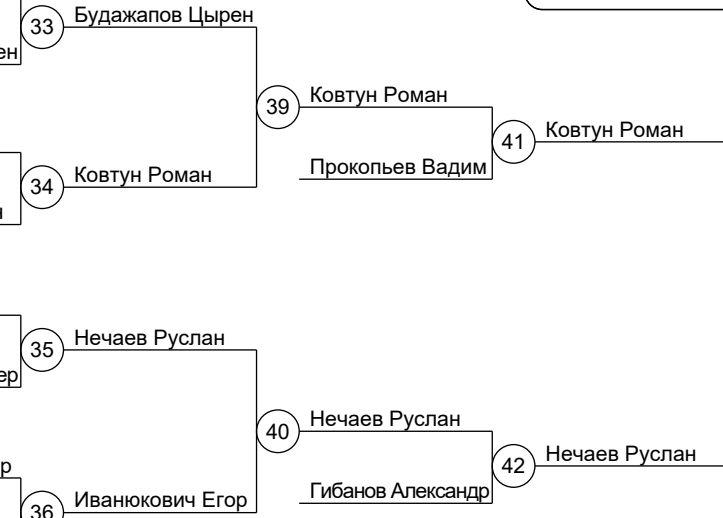 33
Будажапов Цырен
39
Ковтун Роман
41
Ковтун Роман
Прокопьев Вадим
34
Ковтун Роман
35
Нечаев Руслан
40
Нечаев Руслан
42
Нечаев Руслан
Гибанов Александр
36
Иванюкович Егор